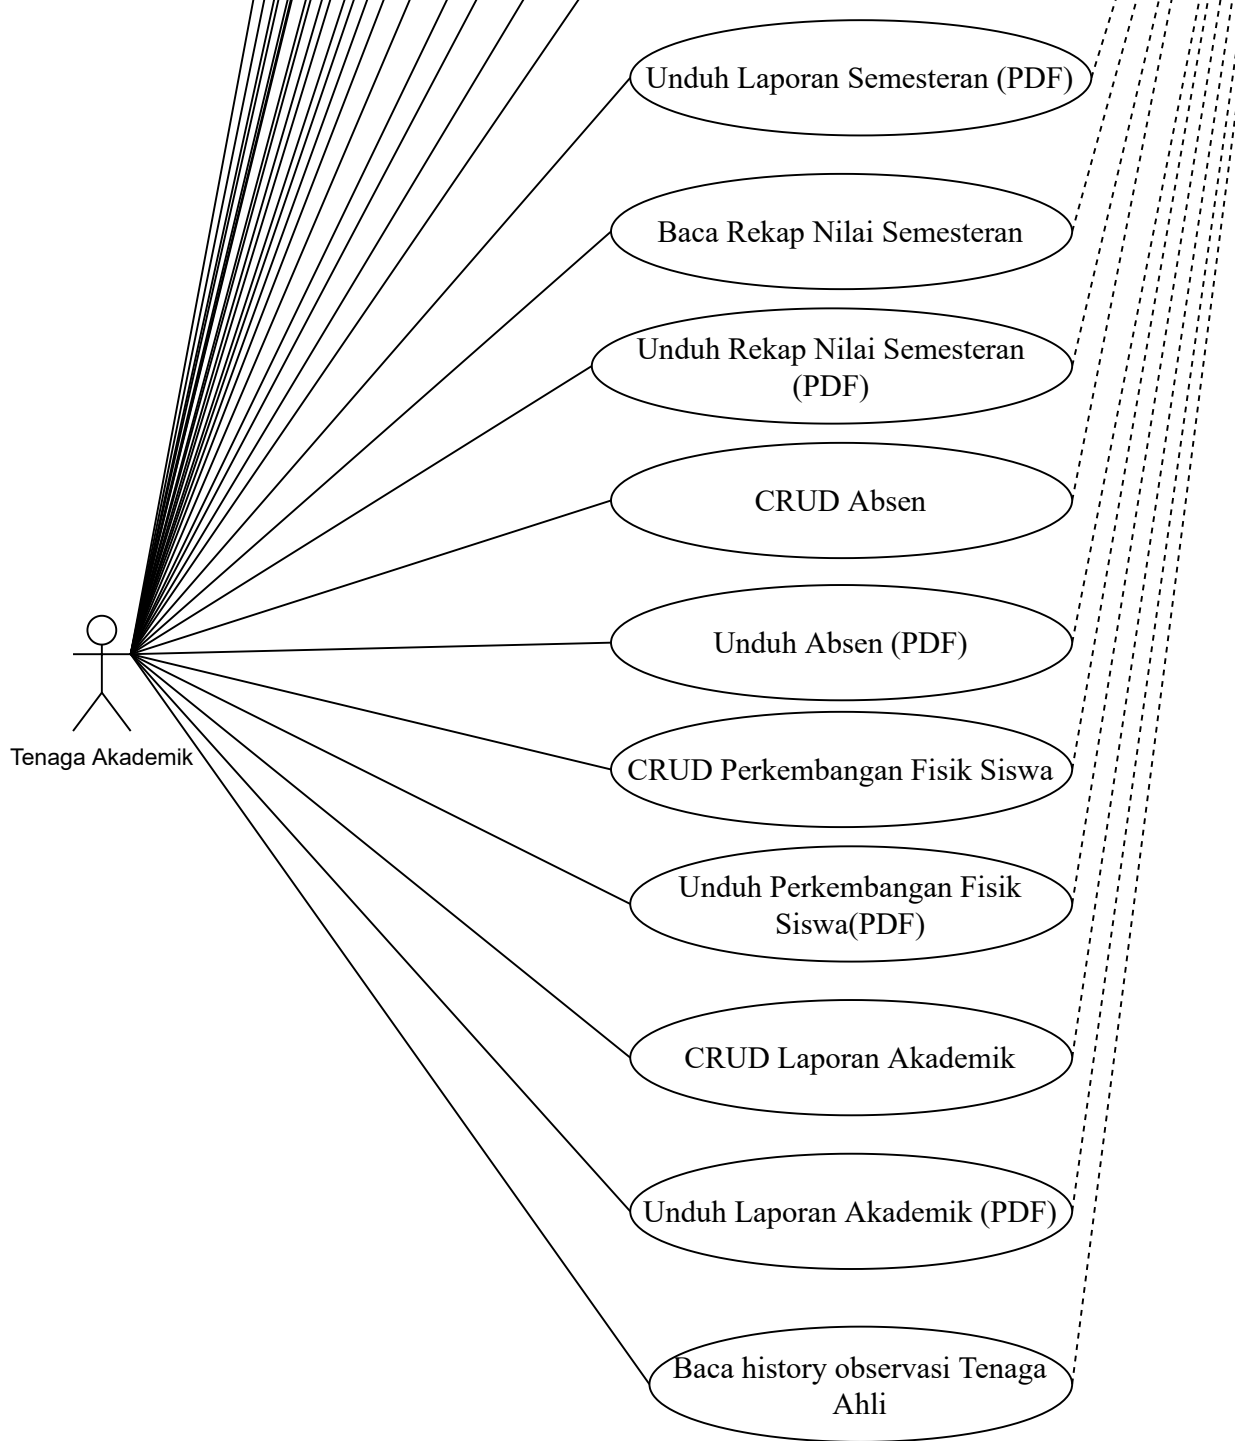 Unduh Laporan Semesteran (PDF)
Baca Rekap Nilai Semesteran
Unduh Rekap Nilai Semesteran
(PDF)
CRUD Absen
Unduh Absen (PDF)
Tenaga Akademik
CRUD Perkembangan Fisik Siswa
Unduh Perkembangan Fisik
Siswa(PDF)
CRUD Laporan Akademik
Unduh Laporan Akademik (PDF)
Baca history observasi Tenaga
Ahli